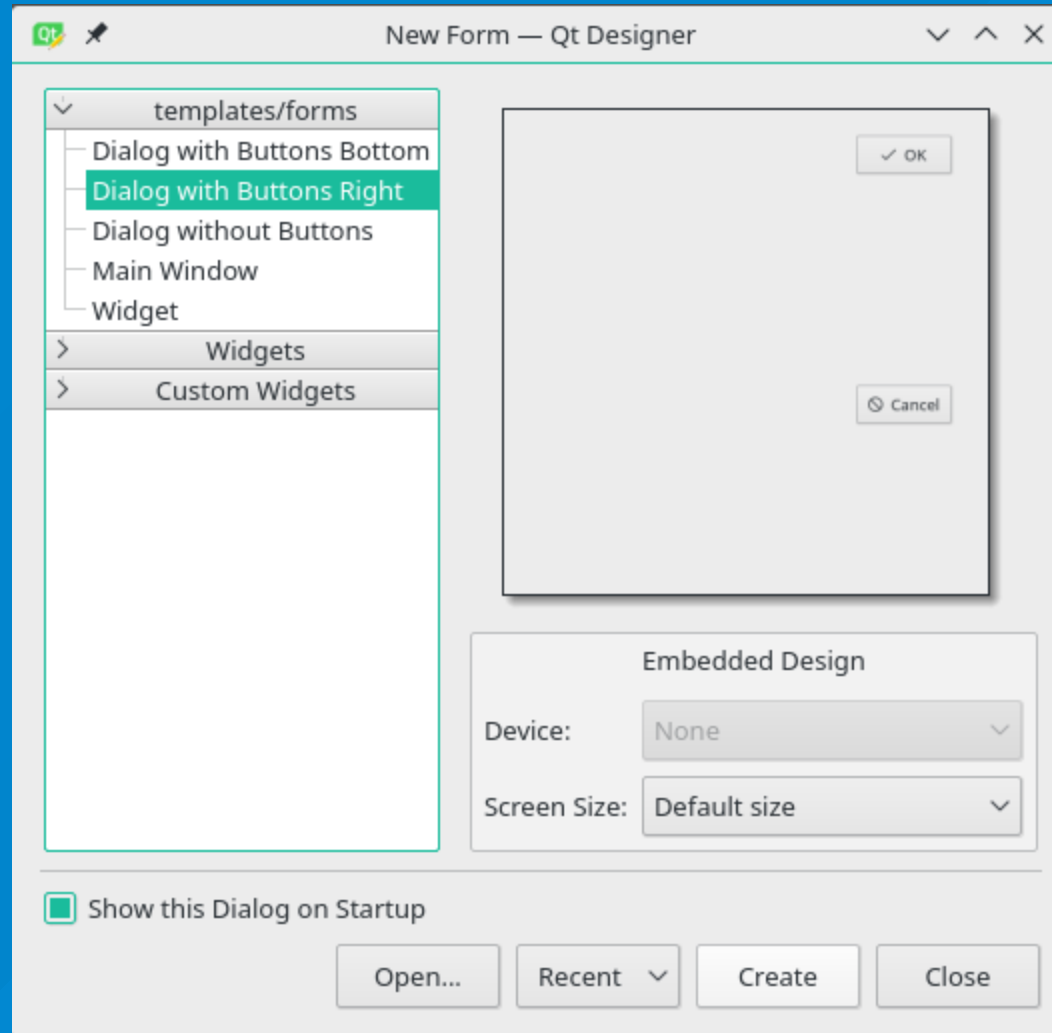 New Form — Qt Designer
templates/forms
Dialog with Buttons Bottom
Dialog with Buttons Right
Dialog without Buttons
Main Window
Widget
Widgets
Custom Widgets
OK
Cancel
Embedded Design
Device: None
Screen Size: Default size
Show this Dialog on Startup
Open... Recent Create Close